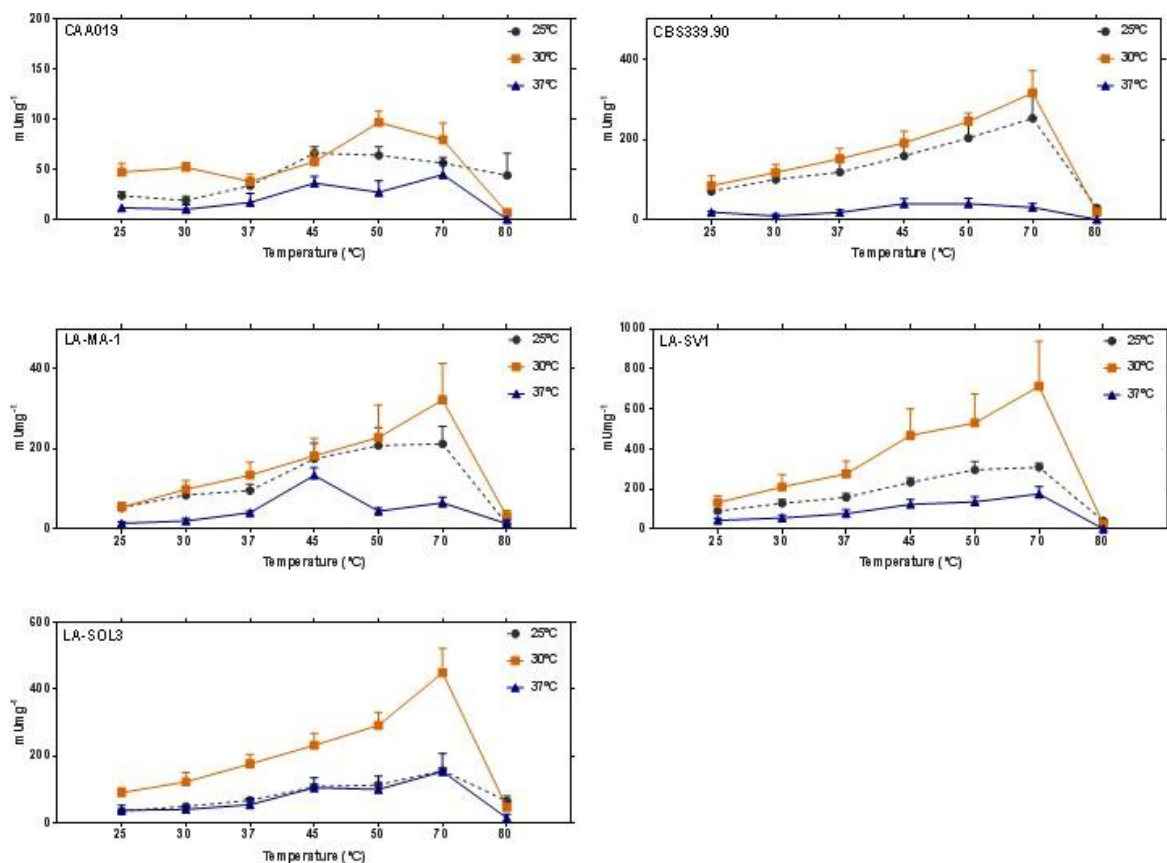 CAA019
25ºC
30ºC
37ºC
200
150
100
50
0
mUmg⁻¹
25 30 37 45 50 70 80
Temperature (ºC)
CBS339.90
25ºC
30ºC
37ºC
400
200
0
mUmg⁻¹
25 30 37 45 50 70 80
Temperature (ºC)
LA-MA-1
25ºC
30ºC
37ºC
400
200
0
mUmg⁻¹
25 30 37 45 50 70 80
Temperature (ºC)
LA-SV1
25ºC
30ºC
37ºC
1000
800
600
400
200
0
mUmg⁻¹
25 30 37 45 50 70 80
Temperature (ºC)
LA-SOL3
25ºC
30ºC
37ºC
600
400
200
0
mUmg⁻¹
25 30 37 45 50 70 80
Temperature (ºC)